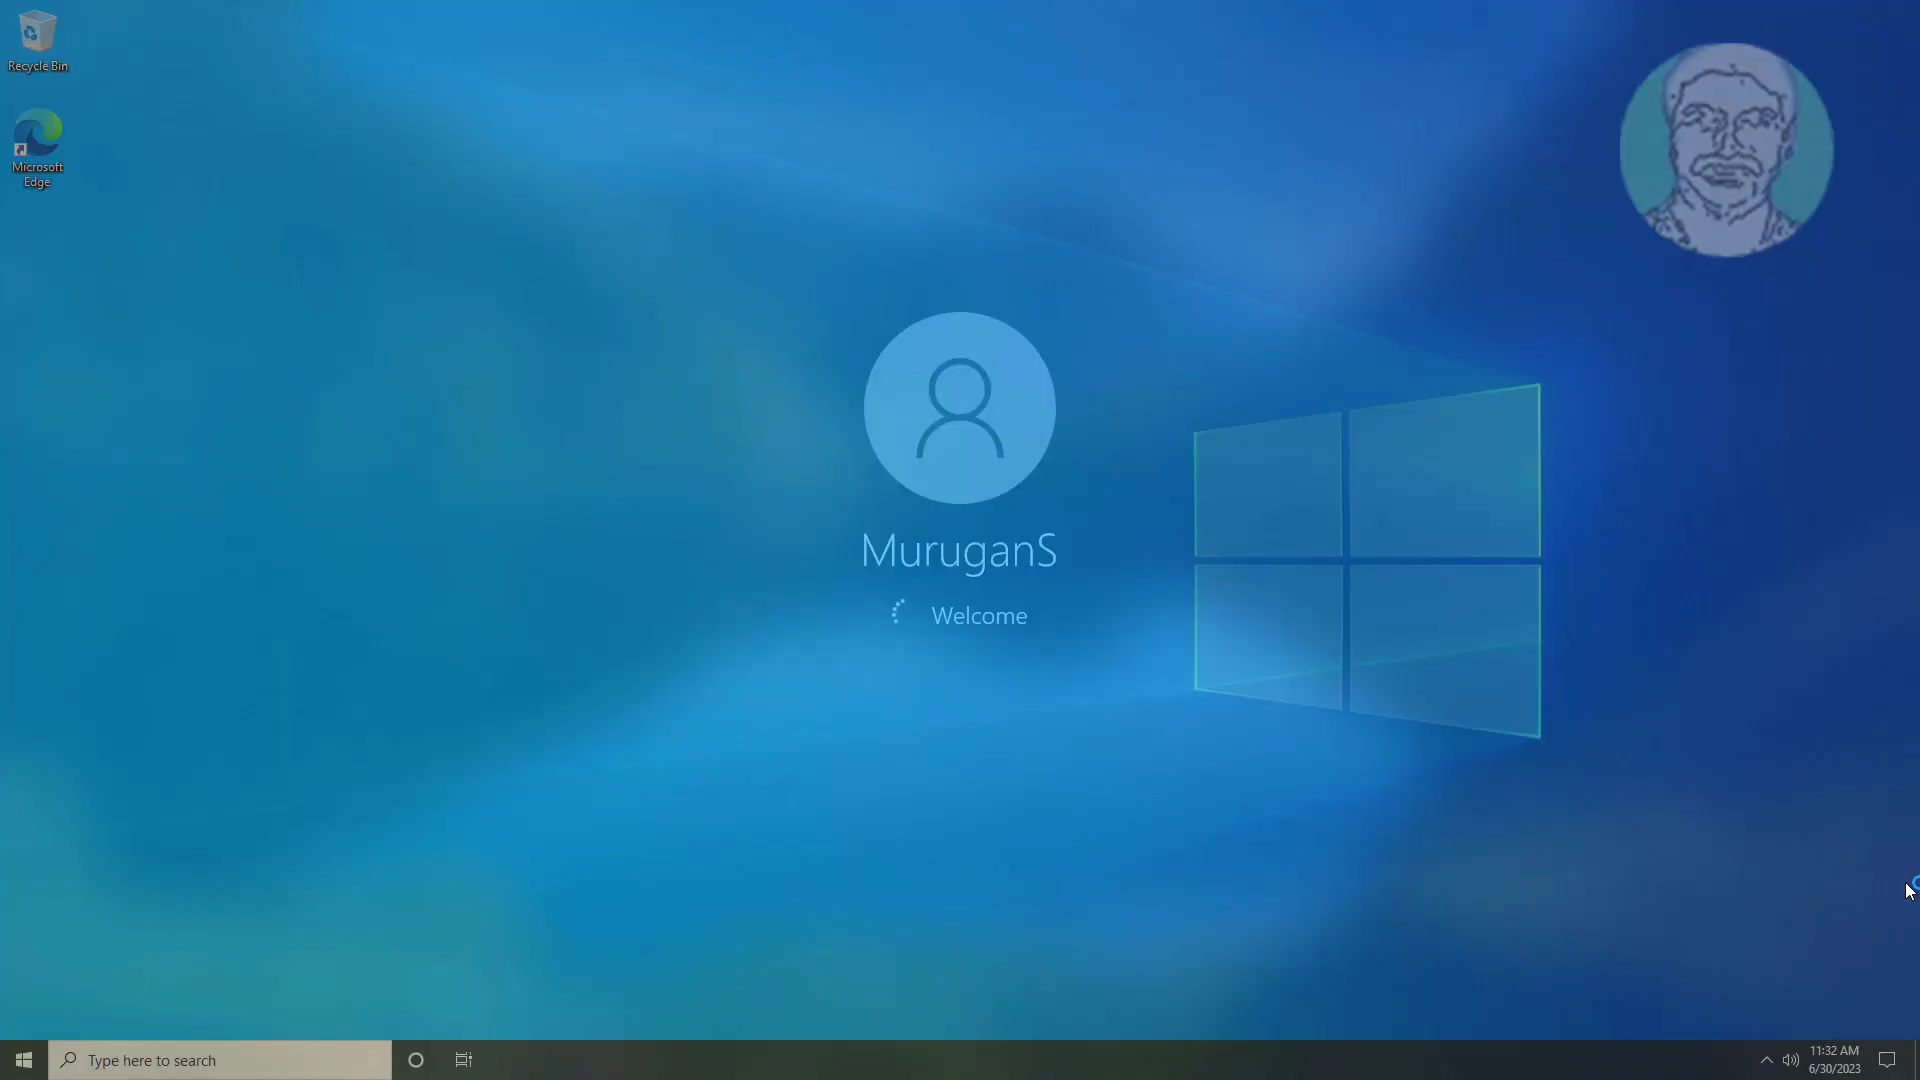 Recycle Bin
Microsoft
Edge
MuruganS
Welcome
Type here to search
11:32 AM
6/30/2023